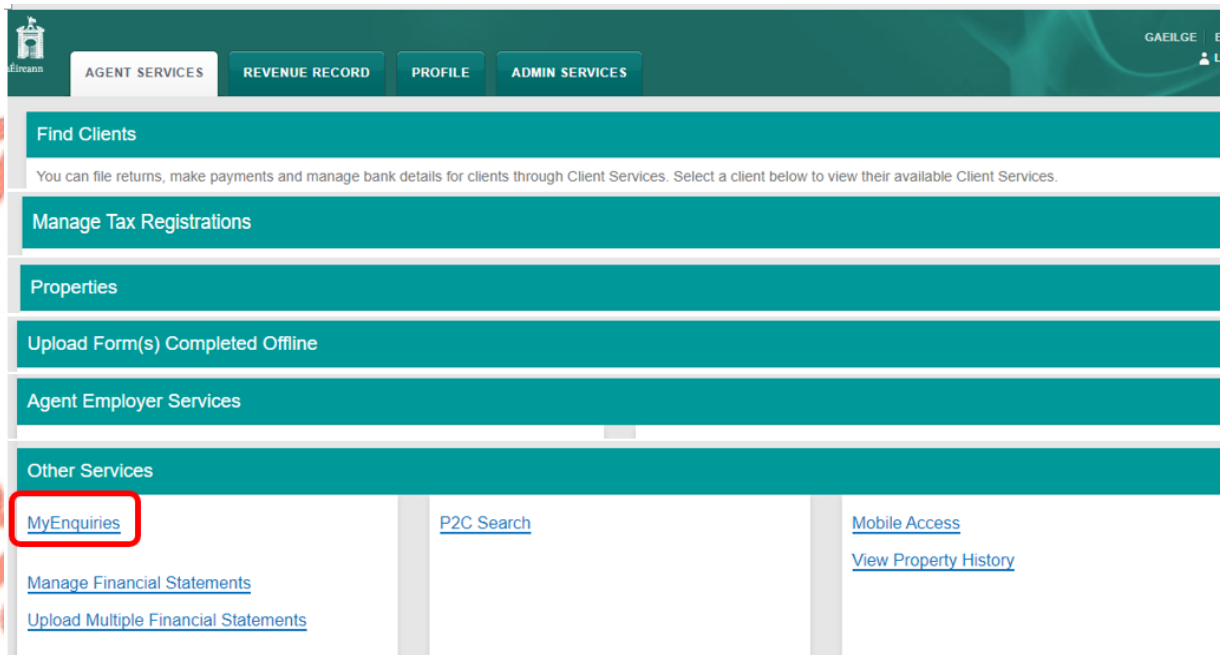 GAEILGE
Éireann
AGENT SERVICES REVENUE RECORD PROFILE ADMIN SERVICES
Find Clients
You can file returns, make payments and manage bank details for clients through Client Services. Select a client below to view their available Client Services.
Manage Tax Registrations
Properties
Upload Form(s) Completed Offline
Agent Employer Services
Other Services
MyEnquiries P2C Search Mobile Access
View Property History
Manage Financial Statements
Upload Multiple Financial Statements